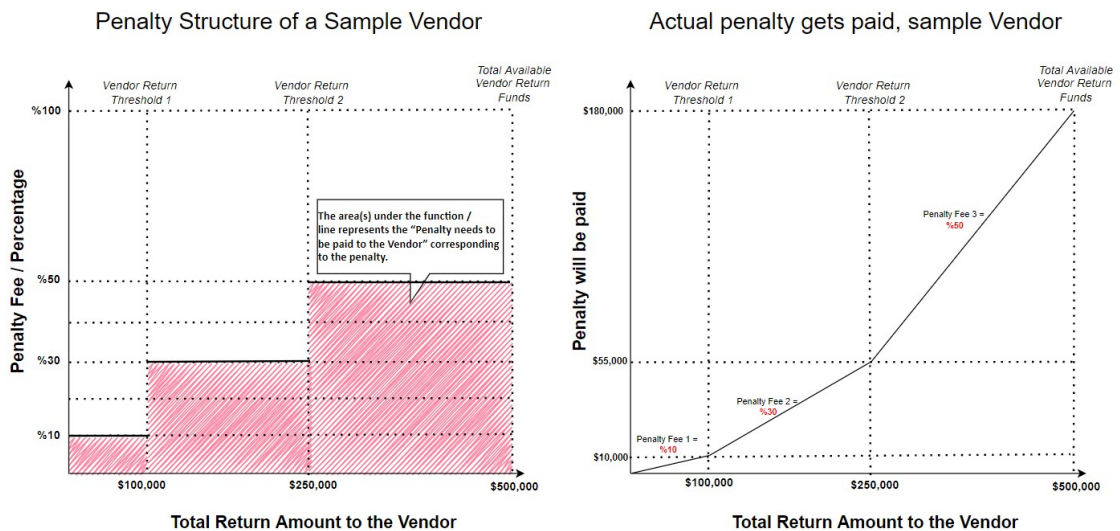 Penalty Structure of a Sample Vendor
Vendor Return
Threshold 1
Vendor Return
Threshold 2
Total Available
Vendor Return
Funds
%100
%50
%30
%10
Penalty Fee / Percentage
The area(s) under the function /
line represents the “Penalty needs to
be paid to the Vendor” corresponding
to the penalty.
$100,000
$250,000
$500,000
Total Return Amount to the Vendor
Actual penalty gets paid, sample Vendor
Vendor Return
Threshold 1
Vendor Return
Threshold 2
Total Available
Vendor Return
Funds
$180,000
$55,000
$10,000
Penalty will be paid
Penalty Fee 3 =
%50
Penalty Fee 2 =
%30
Penalty Fee 1 =
%10
$100,000
$250,000
$500,000
Total Return Amount to the Vendor